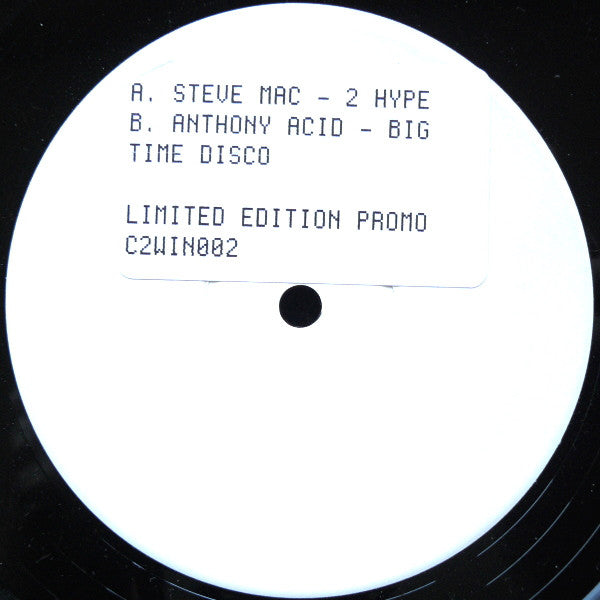 A. STEVE MAC - 2 HYPE
B. ANTHONY ACID - BIG
TIME DISCO
LIMITED EDITION PROMO
C2WIN002